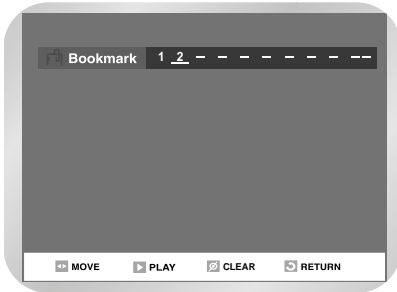 Bookmark 1 2 _ _ _ _ _ _ _ _ _
MOVE PLAY CLEAR RETURN